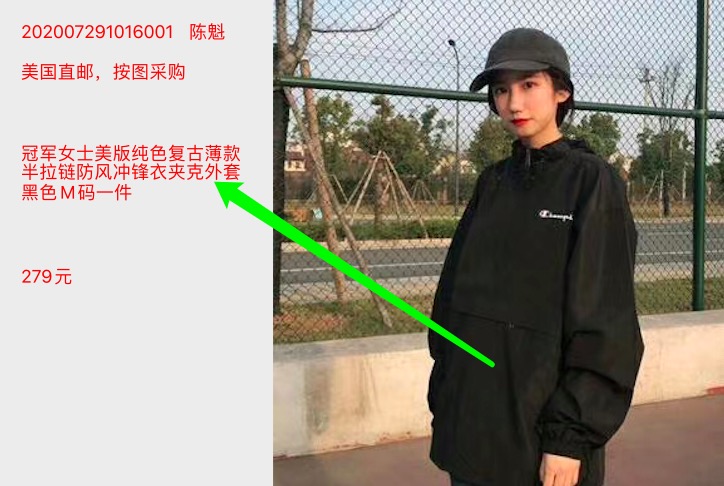 202007291016001 陈魁
美国直邮，按图采购
冠军女士美版纯色复古薄款
半拉链防风冲锋衣夹克外套
黑色M码一件
279元
Champion